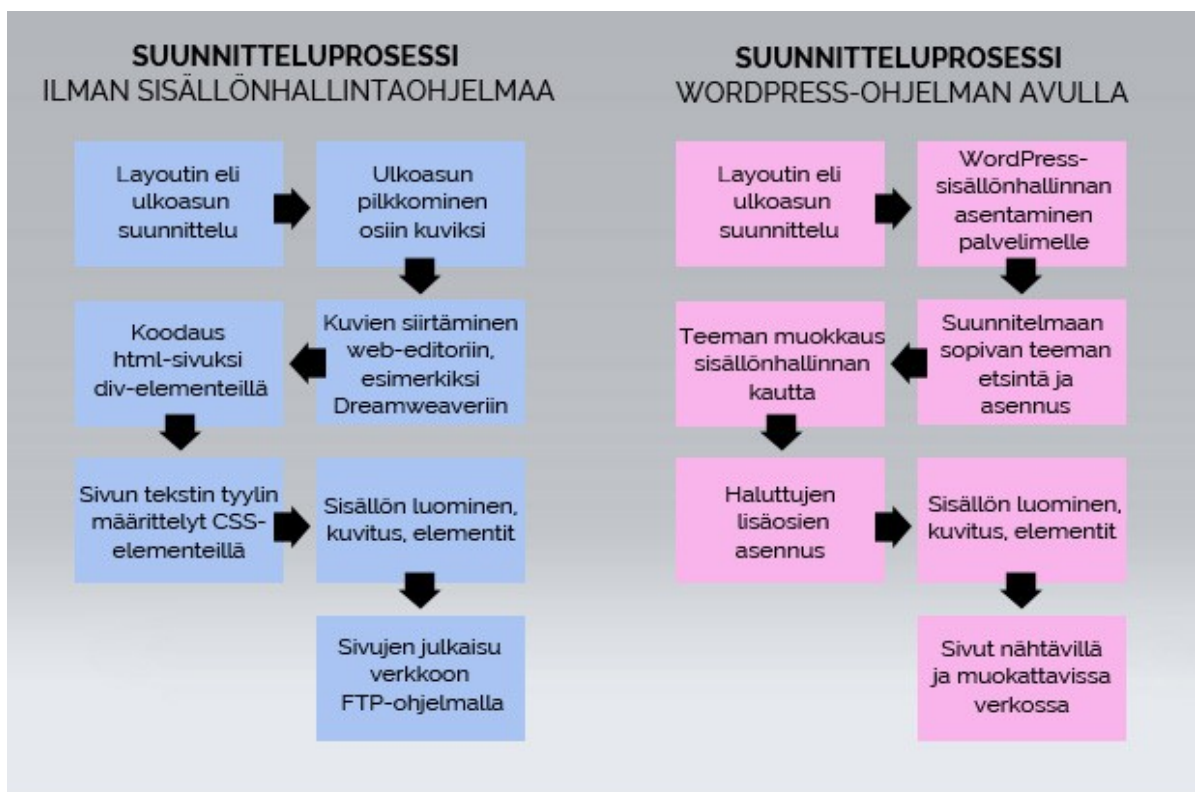 SUUNNITTELUPROSESSI
ILMAN SISÄLLÖNHALLINTAOHJELMAA
Layoutin eli
ulkoasun
suunnittelu
Ulkoasun
pilkkominen
osiin kuviksi
Kuvien siirtäminen
web-editoriin,
esimerkiksi
Dreamweaveriin
Koodaus
html-sivuksi
div-elementeillä
Sivun tekstin tyylin
määrittelyt CSS-
elementeillä
Sisällön luominen,
kuvitus, elementit
Sivujen julkaisu
verkkoon
FTP-ohjelmalla
SUUNNITTELUPROSESSI
WORDPRESS-OHJELMAN AVULLA
Layoutin eli
ulkoasun
suunnittelu
WordPress-
sisällönhallinnan
asentaminen
palvelimelle
Suunnitelmaan
sopivan teeman
etsintä ja
asennus
Teeman muokkaus
sisällönhallinnan
kautta
Haluttujen
lisäosien
asennus
Sisällön luominen,
kuvitus, elementit
Sivut nähtävillä
ja muokattavissa
verkossa